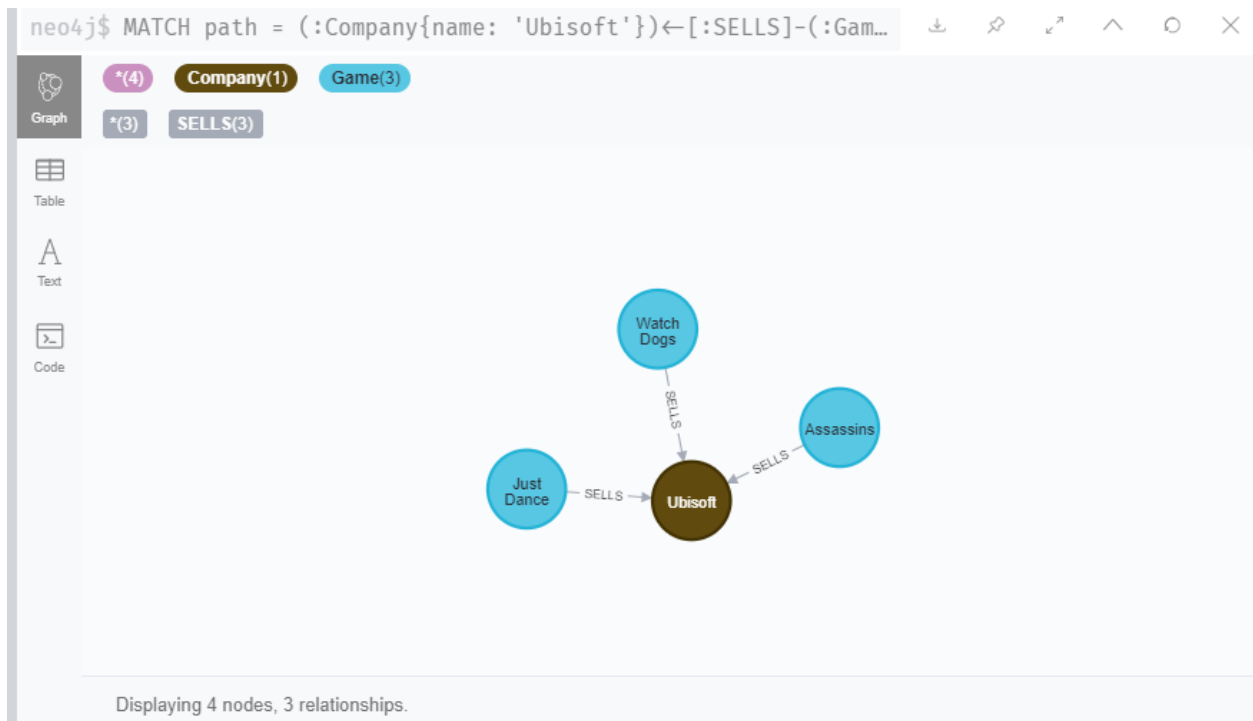 neo4j$ MATCH path = (:Company{name: 'Ubisoft'})<-[:SELLS]-(:Gam…
*(4) Company(1) Game(3)
Graph
*(3) SELLS(3)
Table
A
Text
Code
Watch
Dogs
SELLS
Assassins
SELLS
Just
Dance
SELLS
Ubisoft
Displaying 4 nodes, 3 relationships.